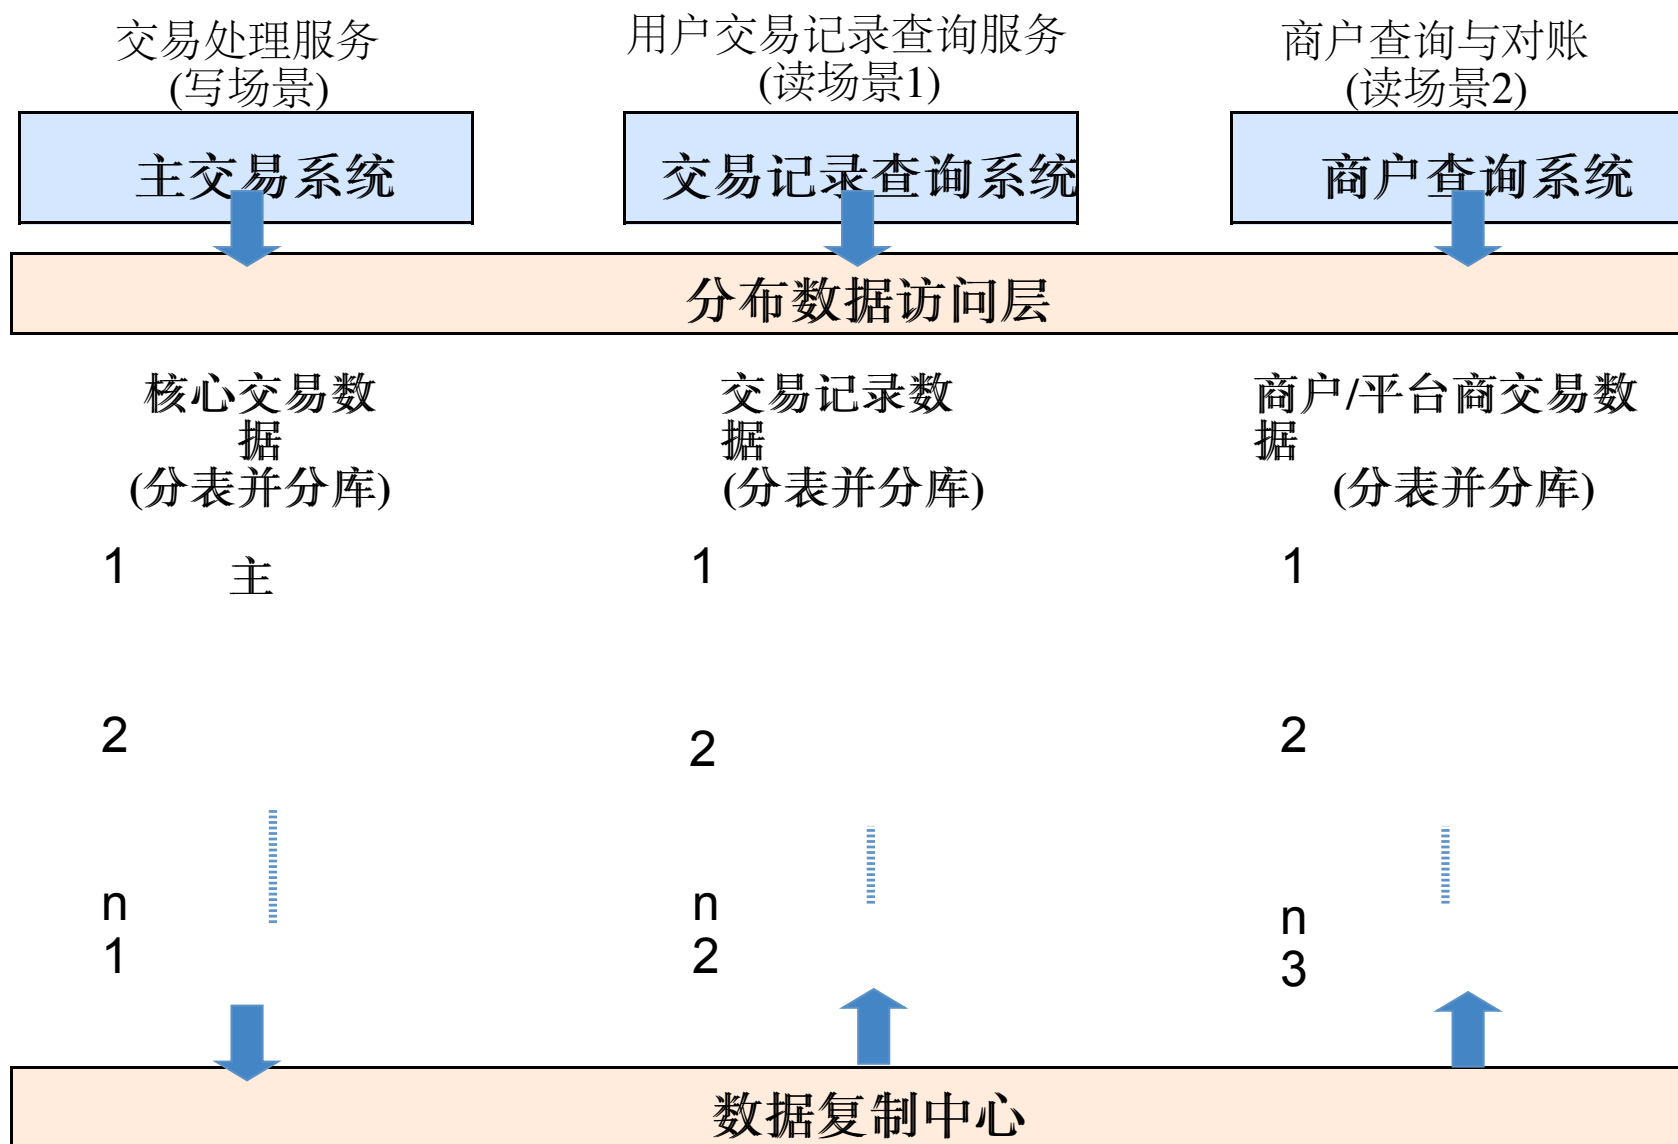 交易处理服务
(写场景)
用户交易记录查询服务
(读场景1)
商户查询与对账
(读场景2)
主交易系统
交易记录查询系统
商户查询系统
分布数据访问层
核心交易数
据
(分表并分库)
交易记录数
据
(分表并分库)
商户/平台商交易数
据
(分表并分库)
1
主
1
1
2
2
2
n
1
n
2
n
3
数据复制中心